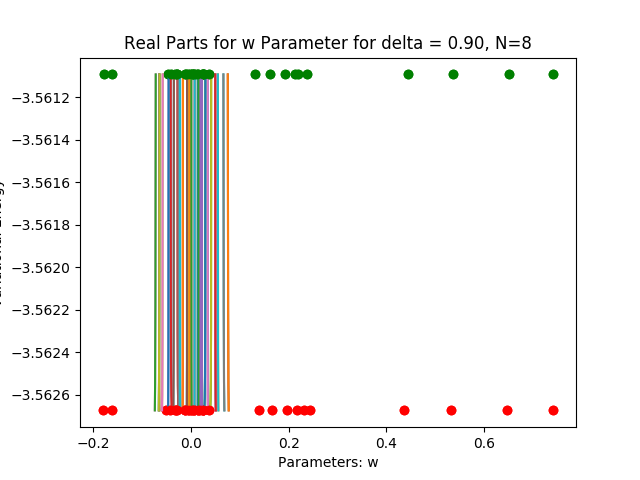 Real Parts for w Parameter for delta = 0.90, N=8
−3.5612
−3.5614
−3.5616
−3.5618
−3.5620
−3.5622
−3.5624
−3.5626
−0.2 0.0 0.2 0.4 0.6
Parameters: w